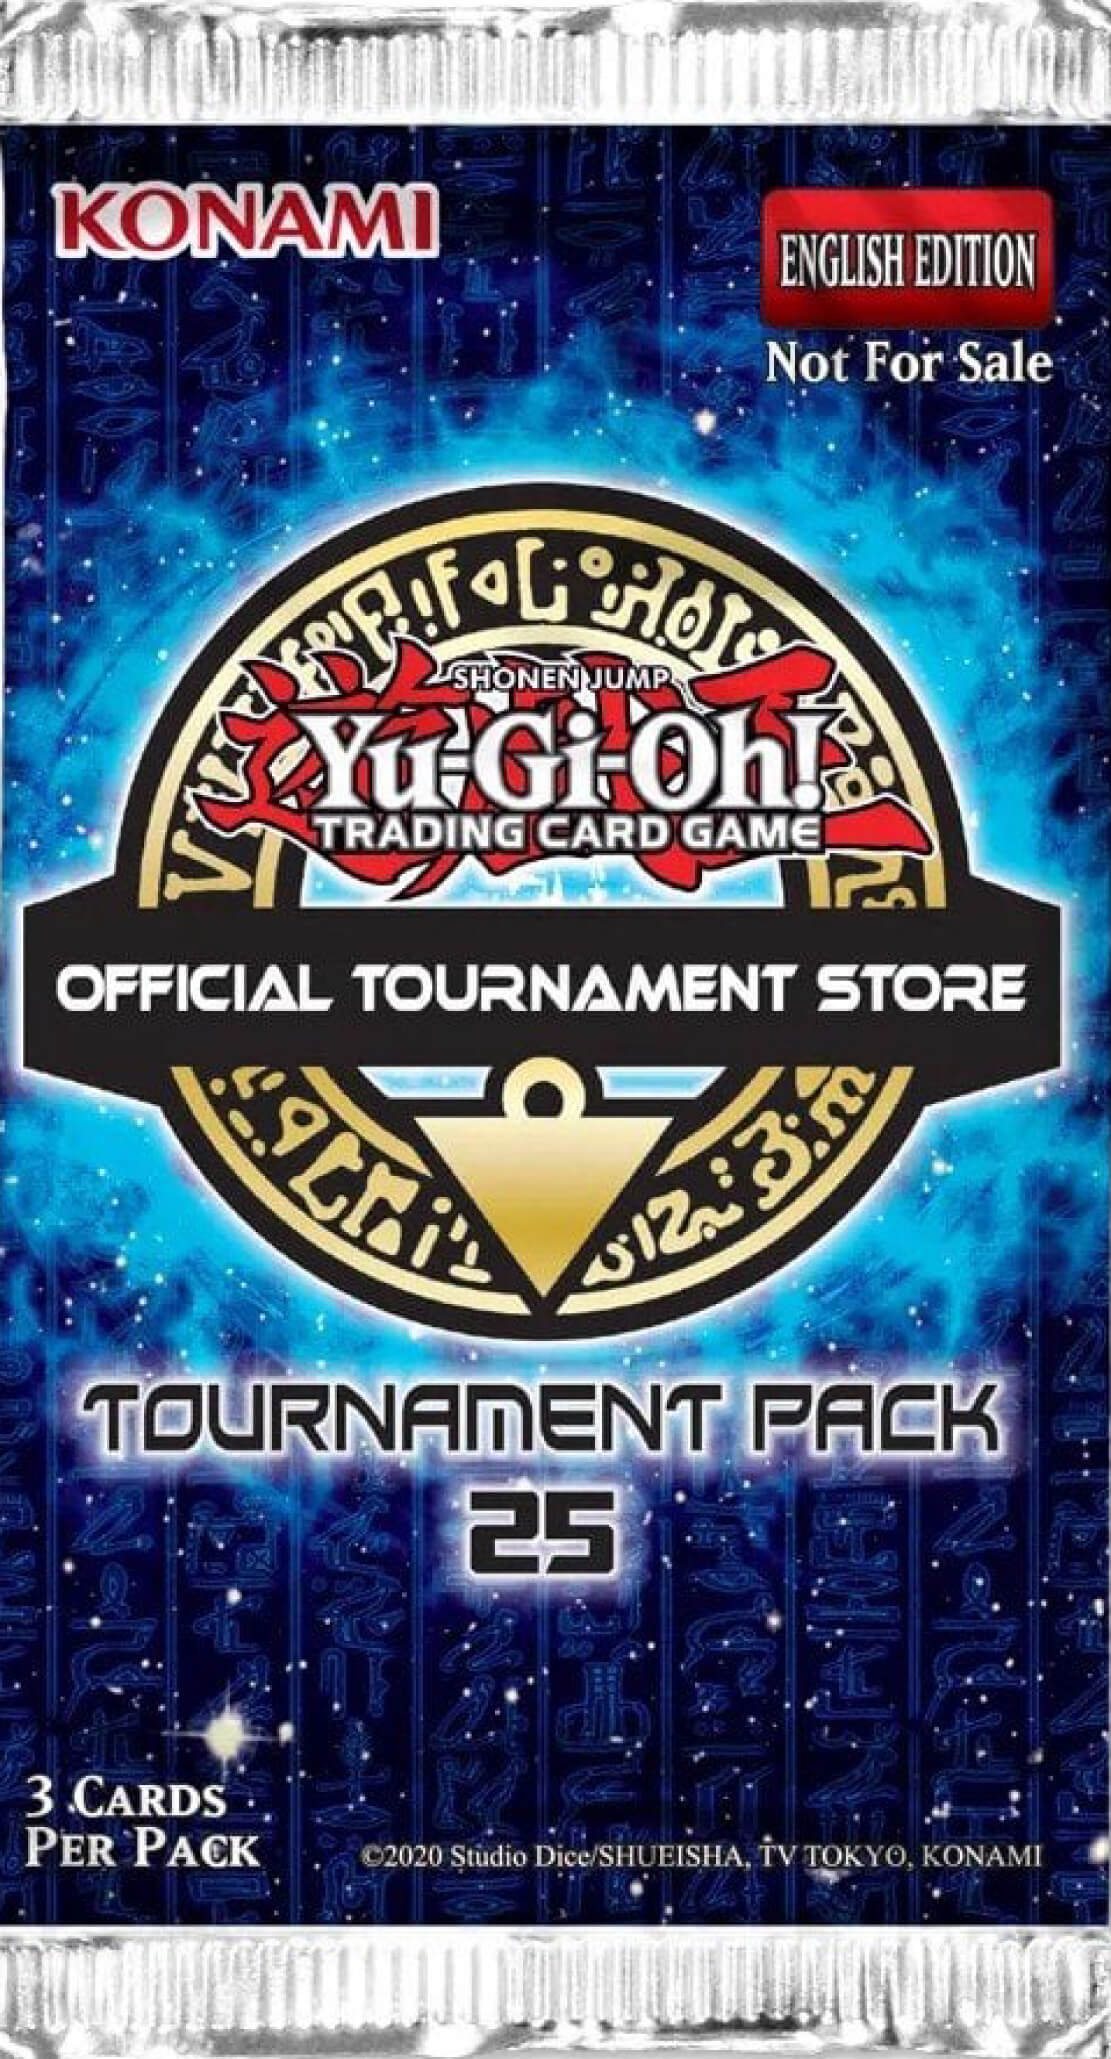 KONAMI
ENGLISH EDITION
Not For Sale
SHONEN JUMP
Yu-Gi-Oh!
TRADING CARD GAME
OFFICIAL TOURNAMENT STORE
TOURNAMENT PACK
25
3 CARDS
PER PACK
©2020 Studio Dice/SHUEISHA, TV TOKYO, KONAMI